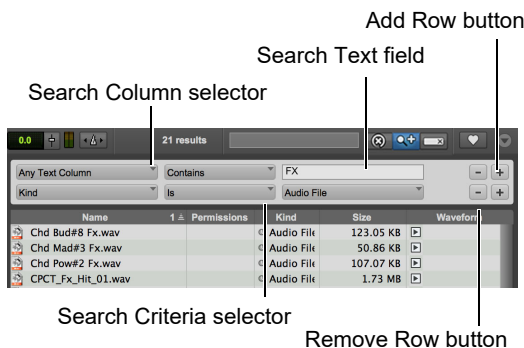 Add Row button
Search Text field
Search Column selector
0.0 21 results
Any Text Column Contains FX - +
Kind Is Audio File - +
Name 1 Permissions Kind Size Waveform
Chd Bud#8 Fx.wav Audio File 123.05 KB
Chd Mad#3 Fx.wav Audio File 50.86 KB
Chd Pow#2 Fx.wav Audio File 107.07 KB
CPCT_Fx_Hit_01.wav Audio File 1.73 MB
Search Criteria selector
Remove Row button